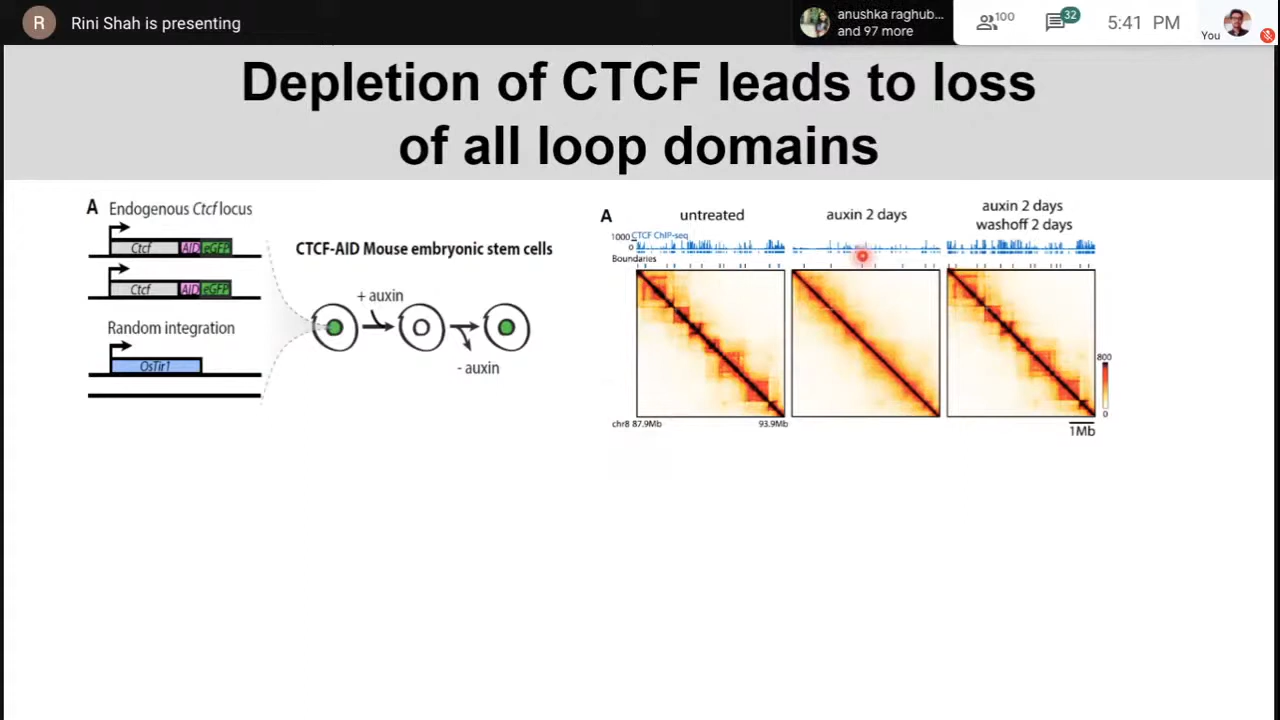 R Rini Shah is presenting
anushka raghub...
and 97 more
100
32
5:41 PM
You
Depletion of CTCF leads to loss
of all loop domains
A Endogenous Ctcf locus
Ctcf AID eGFP
Ctcf AID eGFP
Random integration
OsTir1
CTCF-AID Mouse embryonic stem cells
+ auxin
- auxin
A
untreated
auxin 2 days
auxin 2 days
washoff 2 days
1000
CTCF ChIP-seq
0
Boundaries
800
0
chr8 87.9Mb
93.9Mb
1Mb